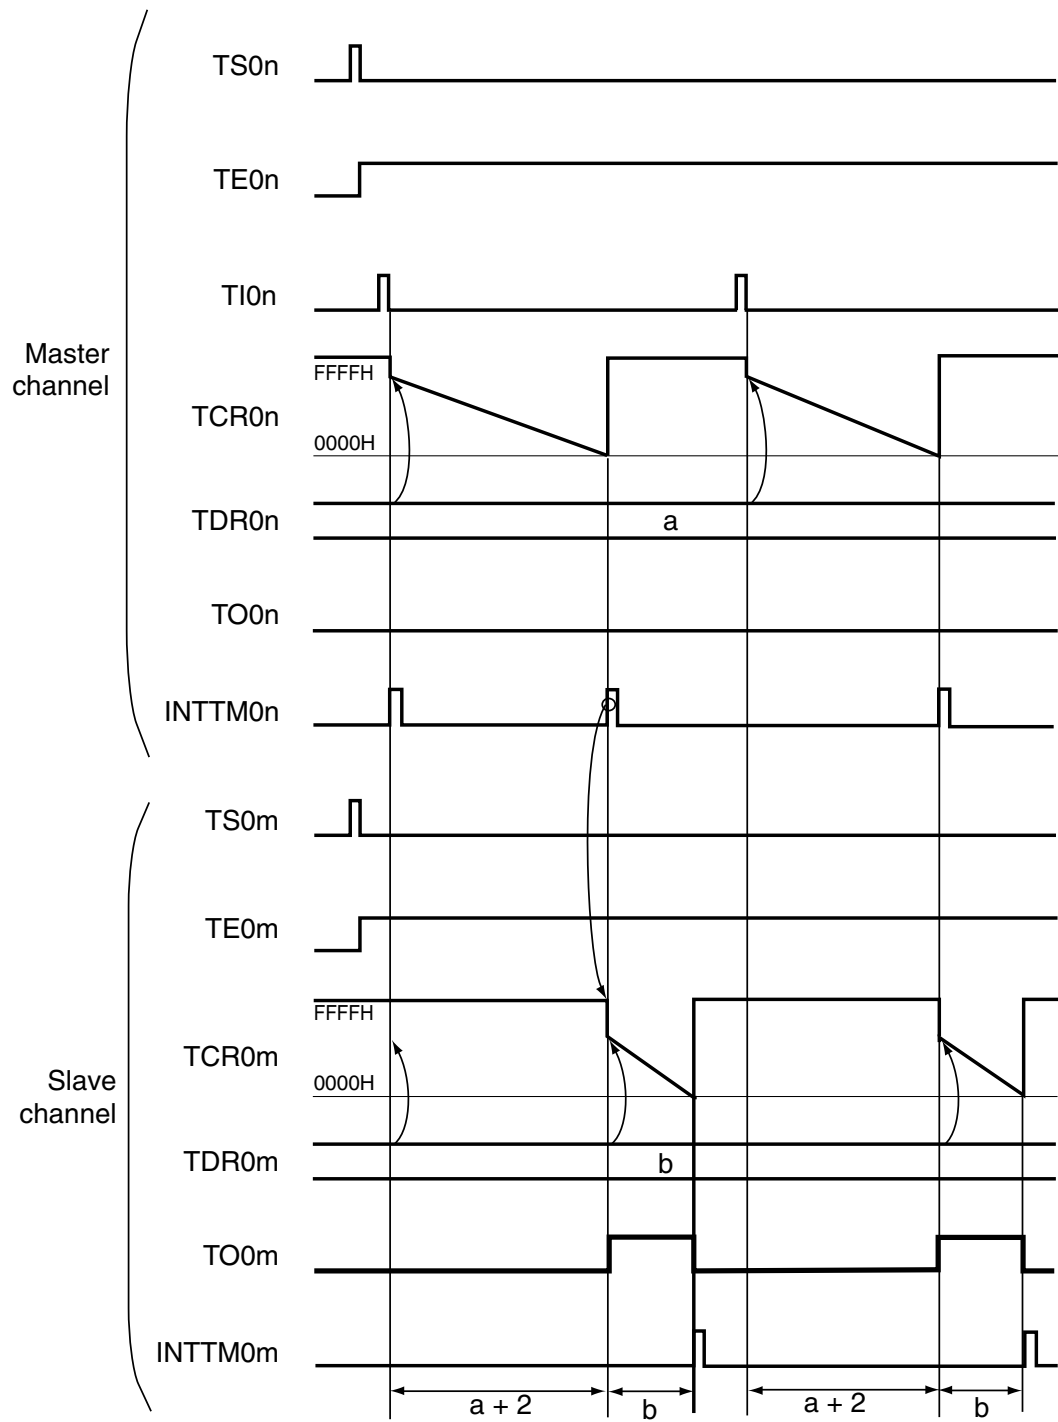 TS0n
TE0n
TI0n
Master
channel
FFFFH
TCR0n
0000H
TDR0n
a
TO0n
INTTM0n
TS0m
TE0m
Slave
channel
FFFFH
TCR0m
0000H
TDR0m
b
TO0m
INTTM0m
a + 2
b
a + 2
b